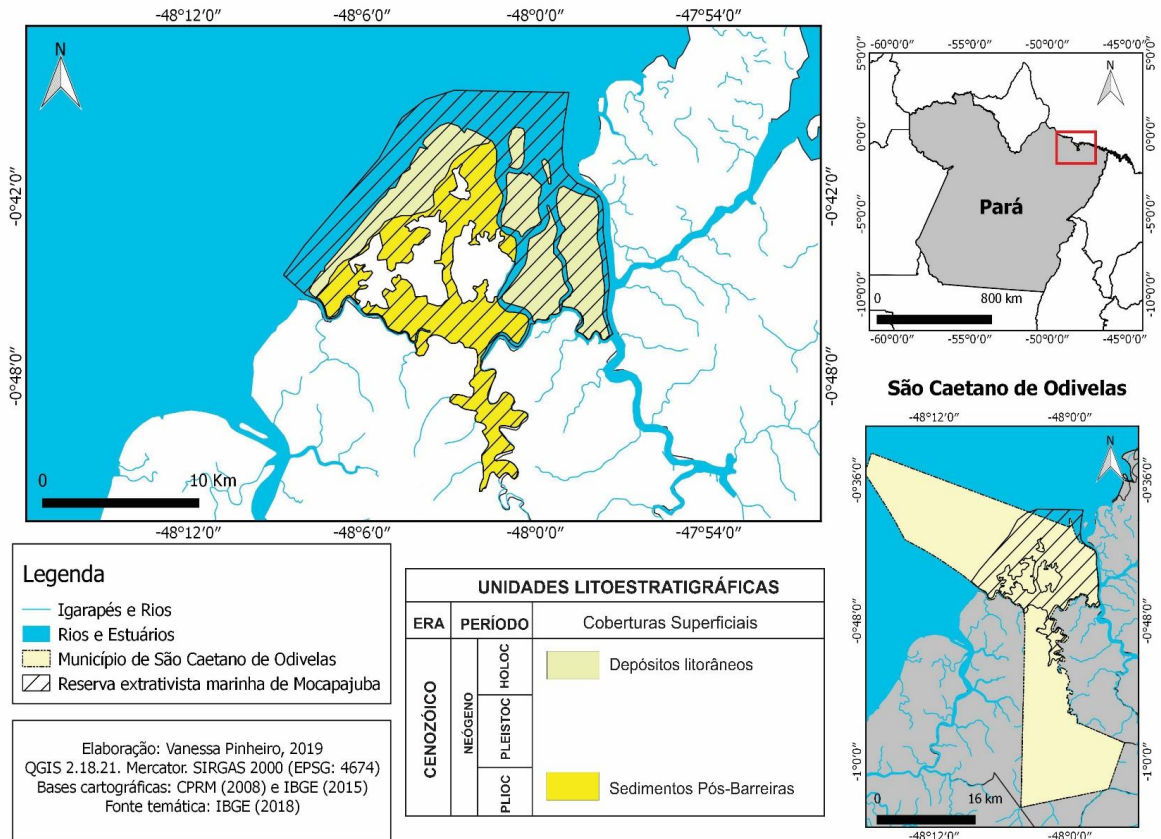 -48°12'0″ -48°6'0″ -48°0'0″ -47°54'0″
N
-0°42'0″ -0°42'0″
-0°48'0″ -0°48'0″
0 10 Km
-48°12'0″ -48°6'0″ -48°0'0″ -47°54'0″
-60°0'0″ -55°0'0″ -50°0'0″ -45°0'0″
5°0'0″ 5°0'0″
N
0°0'0″ 0°0'0″
Pará
-5°0'0″ -5°0'0″
-10°0'0″ -10°0'0″
0 800 km
-60°0'0″ -55°0'0″ -50°0'0″ -45°0'0″
São Caetano de Odivelas
-48°12'0″ -48°0'0″
N
-0°36'0″ -0°36'0″
-0°48'0″ -0°48'0″
-1°0'0″ -1°0'0″
0 16 km
-48°12'0″ -48°0'0″
Legenda
Igarapés e Rios
Rios e Estuários
Município de São Caetano de Odivelas
Reserva extrativista marinha de Mocapajuba
Elaboração: Vanessa Pinheiro, 2019
QGIS 2.18.21. Mercator. SIRGAS 2000 (EPSG: 4674)
Bases cartográficas: CPRM (2008) e IBGE (2015)
Fonte temática: IBGE (2018)
UNIDADES LITOESTRATIGRÁFICAS
ERA PERÍODO Coberturas Superficiais
CENOZÓICO
NEÓGENO
HOLOC
Depósitos litorâneos
PLEISTOC
PLIOC
Sedimentos Pós-Barreiras